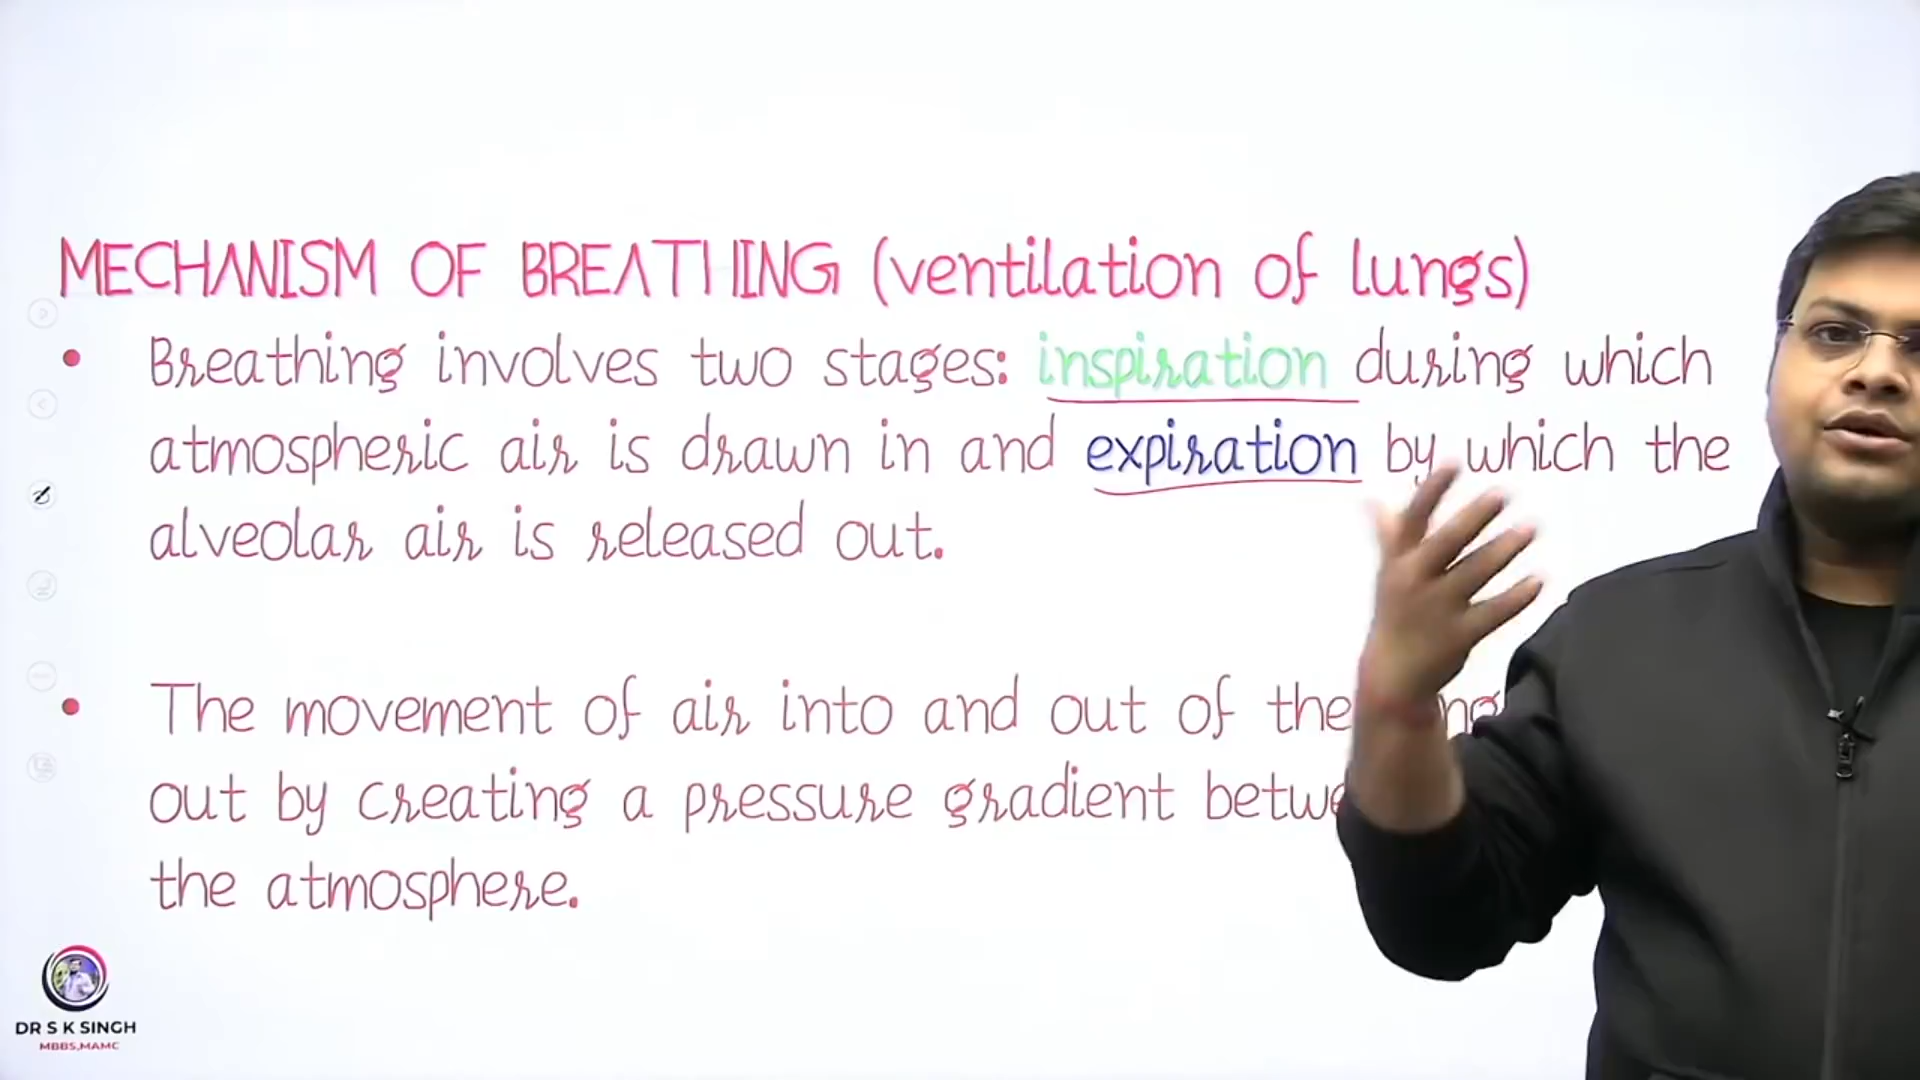 MECHANISM OF BREATHING (ventilation of lungs)
• Breathing involves two stages: inspiration during which
atmospheric air is drawn in and expiration by which the
alveolar air is released out.
• The movement of air into and out of the
out by creating a pressure gradient
the atmosphere.
DR S K SINGH
MBBS,MAMC